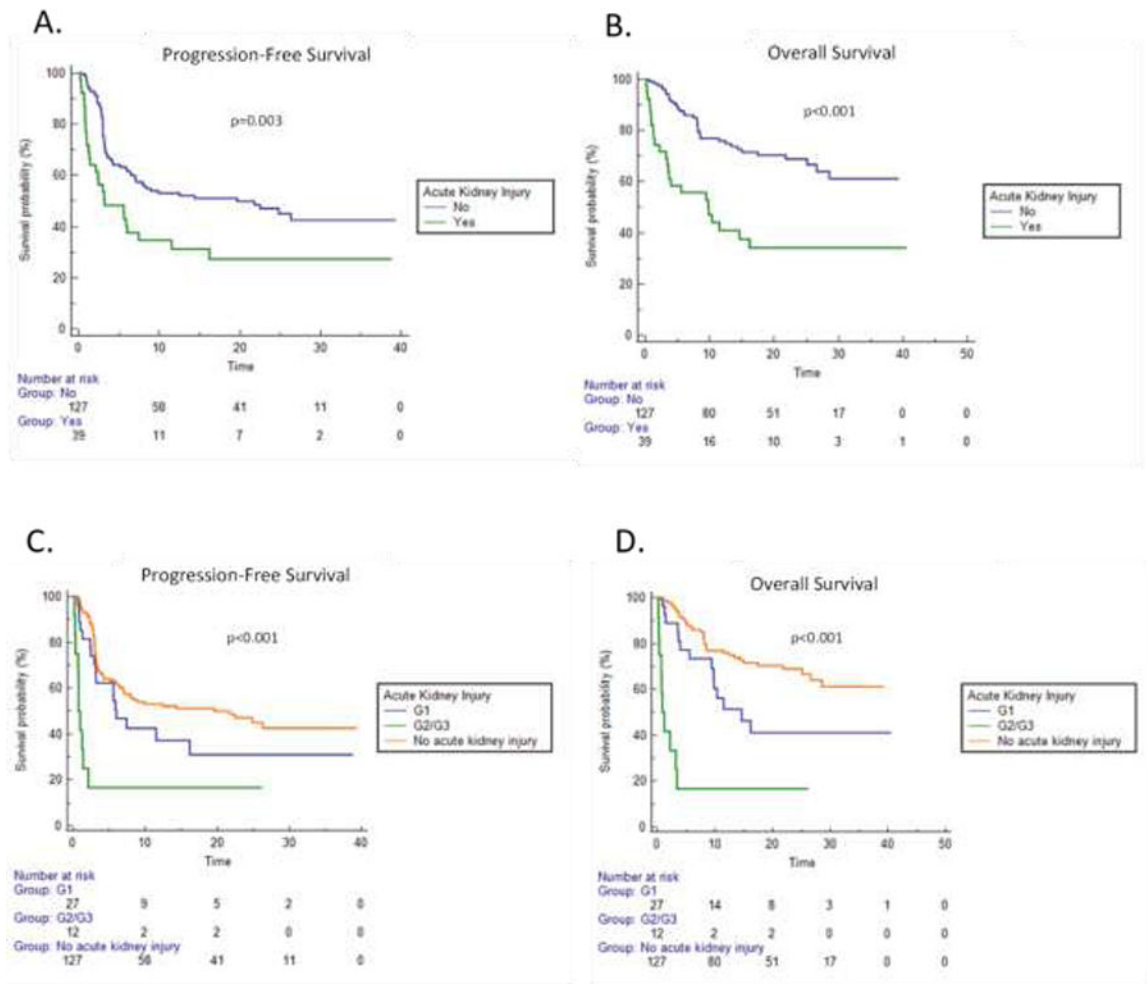 A.
Progression-Free Survival
100
80
60
40
20
0
Survival probability (%)
p=0.003
0 10 20 30 40
Time
Acute Kidney Injury
No
Yes
Number at risk
Group: No
127 58 41 11 0
Group: Yes
39 11 7 2 0
B.
Overall Survival
100
80
60
40
20
0
Survival probability (%)
p<0.001
0 10 20 30 40 50
Time
Acute Kidney Injury
No
Yes
Number at risk
Group: No
127 80 51 17 0 0
Group: Yes
39 16 10 3 1 0
C.
Progression-Free Survival
100
80
60
40
20
0
Survival probability (%)
p<0.001
0 10 20 30 40
Time
Acute Kidney Injury
G1
G2/G3
No acute kidney injury
Number at risk
Group: G1
27 9 5 2 0
Group: G2/G3
12 2 2 0 0
Group: No acute kidney injury
127 58 41 11 0
D.
Overall Survival
100
80
60
40
20
0
Survival probability (%)
p<0.001
0 10 20 30 40 50
Time
Acute Kidney Injury
G1
G2/G3
No acute kidney injury
Number at risk
Group: G1
27 14 8 3 1 0
Group: G2/G3
12 2 2 0 0 0
Group: No acute kidney injury
127 80 51 17 0 0